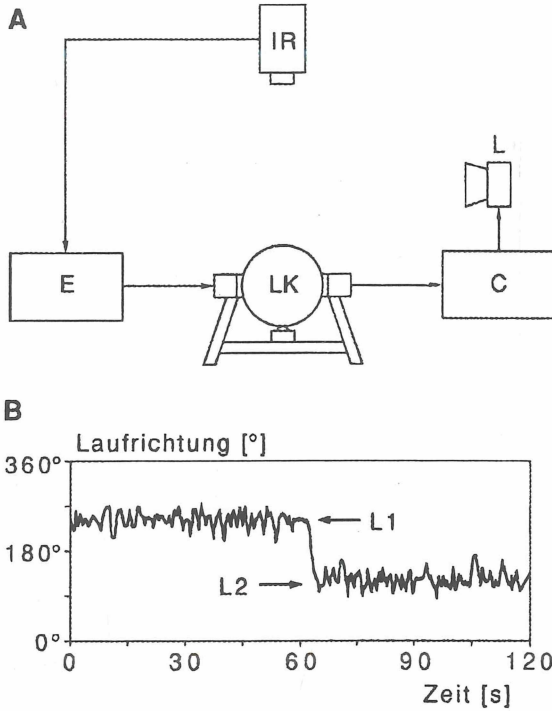 A
IR
L
E
LK
C
B
Laufrichtung [°]
360°
L1
180°
L2
0°
0 30 60 90 120
Zeit [s]